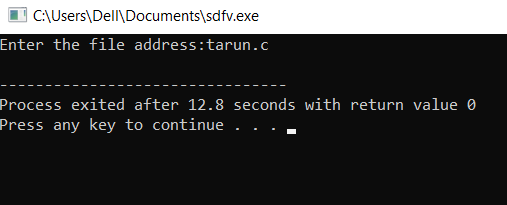 C:\Users\Dell\Documents\sdfv.exe
Enter the file address:tarun.c
--------------------------------
Process exited after 12.8 seconds with return value 0
Press any key to continue . . .